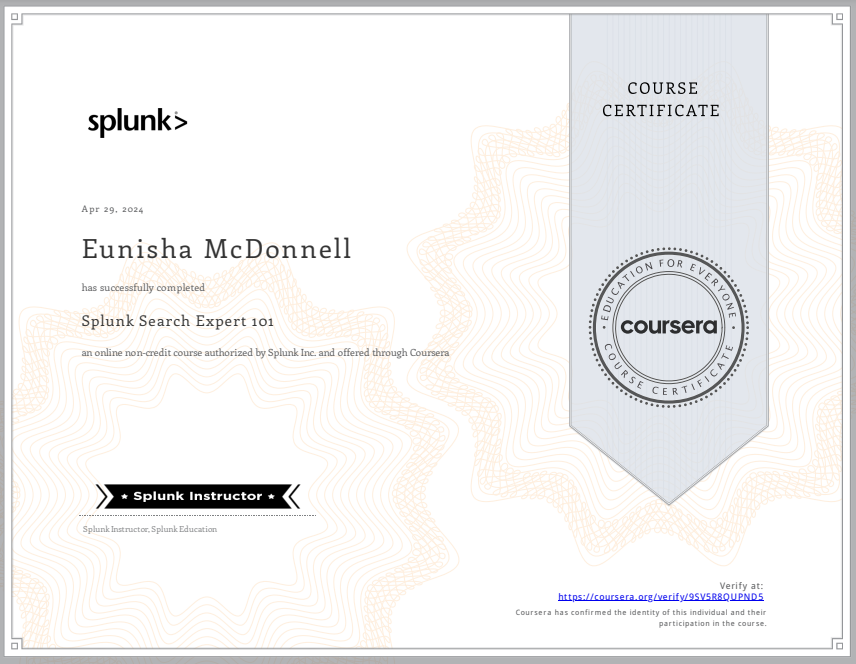 COURSE
CERTIFICATE
splunk>
Apr 29, 2024
Eunisha McDonnell
has successfully completed
Splunk Search Expert 101
an online non-credit course authorized by Splunk Inc. and offered through Coursera
EDUCATION FOR EVERYONE
coursera
COURSE CERTIFICATE
Splunk Instructor
Splunk Instructor, Splunk Education
Verify at:
https://coursera.org/verify/9SV5R8QUPND5
Coursera has confirmed the identity of this individual and their
participation in the course.